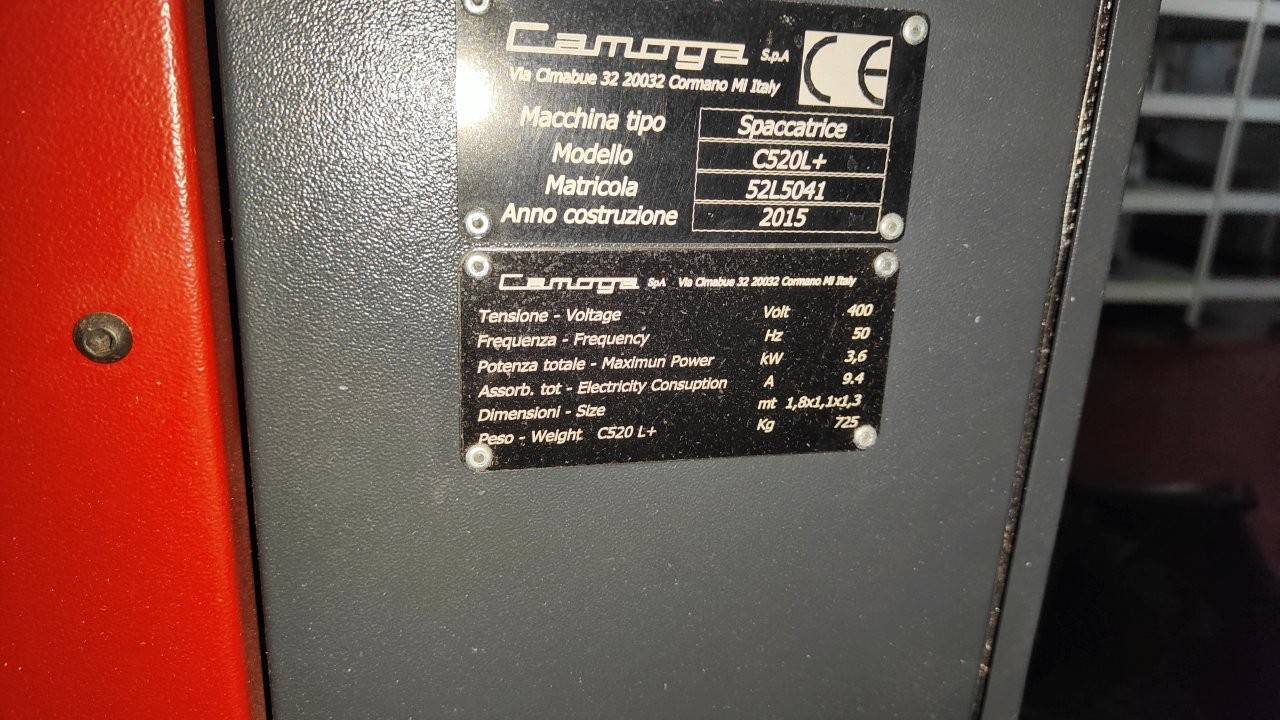 Camoga S.p.A
Via Cimabue 32 20032 Cormano MI Italy
CE
Macchina tipo Spaccatrice
Modello C520L+
Matricola 52L5041
Anno costruzione 2015
Camoga SpA Via Cimabue 32 20032 Cormano MI Italy
Tensione - Voltage Volt 400
Frequenza - Frequency Hz 50
Potenza totale - Maximun Power kW 3,6
Assorb. tot - Electricity Consuption A 9.4
Dimensioni - Size mt 1,8x1,1x1,3
Peso - Weight C520 L+ Kg 725